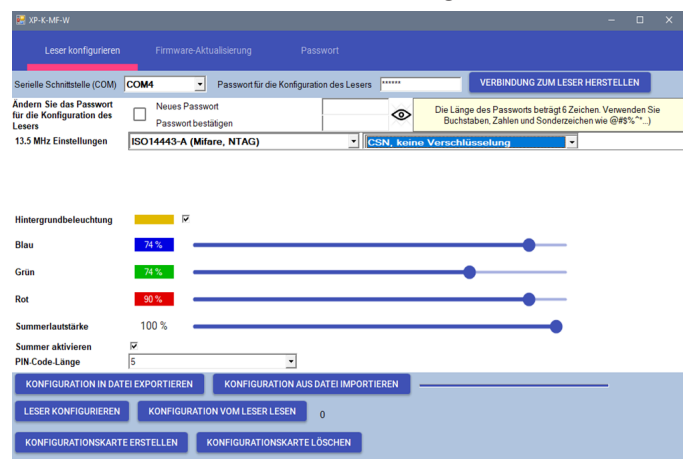 XP-K-MF-W
Leser konfigurieren Firmware-Aktualisierung Passwort
Serielle Schnittstelle (COM) COM4 Passwort für die Konfiguration des Lesers ****** VERBINDUNG ZUM LESER HERSTELLEN
Ändern Sie das Passwort
für die Konfiguration des
Lesers
Neues Passwort
Passwort bestätigen
Die Länge des Passworts beträgt 6 Zeichen. Verwenden Sie
Buchstaben, Zahlen und Sonderzeichen wie @#$%^*...)
13.5 MHz Einstellungen ISO14443-A (Mifare, NTAG) CSN, keine Verschlüsselung
Hintergrundbeleuchtung
Blau 74 %
Grün 74 %
Rot 90 %
Summerlautstärke 100 %
Summer aktivieren
PIN-Code-Länge 5
KONFIGURATION IN DATEI EXPORTIEREN KONFIGURATION AUS DATEI IMPORTIEREN
LESER KONFIGURIEREN KONFIGURATION VOM LESER LESEN 0
KONFIGURATIONSKARTE ERSTELLEN KONFIGURATIONSKARTE LÖSCHEN